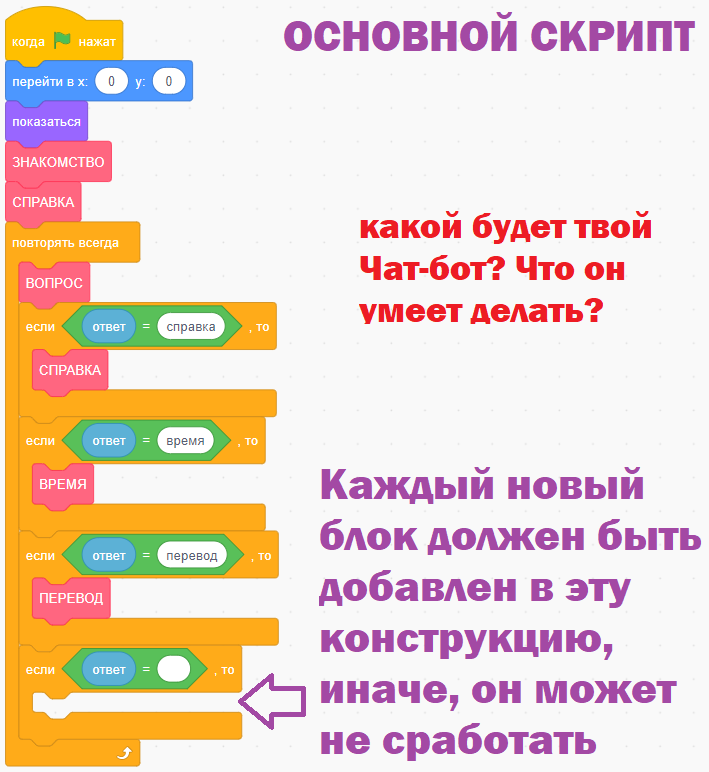 ОСНОВНОЙ СКРИПТ
когда нажат
перейти в x: 0 y: 0
показаться
ЗНАКОМСТВО
СПРАВКА
повторять всегда
ВОПРОС
если ответ = справка , то
СПРАВКА
если ответ = время , то
ВРЕМЯ
если ответ = перевод , то
ПЕРЕВОД
если ответ = , то
какой будет твой
Чат-бот? Что он
умеет делать?
Каждый новый
блок должен быть
добавлен в эту
конструкцию,
иначе, он может
не сработать